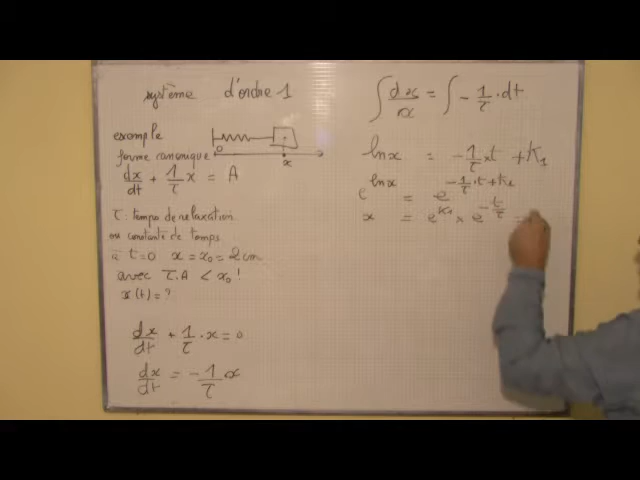 système d'ordre 1
exemple
0 x
forme canonique
dx/dt + 1/τ x = A
τ : temps de relaxation
ou constante de temps
à t=0 x = x₀ = 2 cm
avec τ.A < x₀ !
x(t) = ?
dx/dt + 1/τ · x = 0
dx/dt = - 1/τ x
∫ dx/x = ∫ - 1/τ · dt
ln x = - 1/τ × t + K₁
e^(ln x) = e^(- 1/τ · t + K₁)
x = e^(K₁) × e^(- t/τ) =